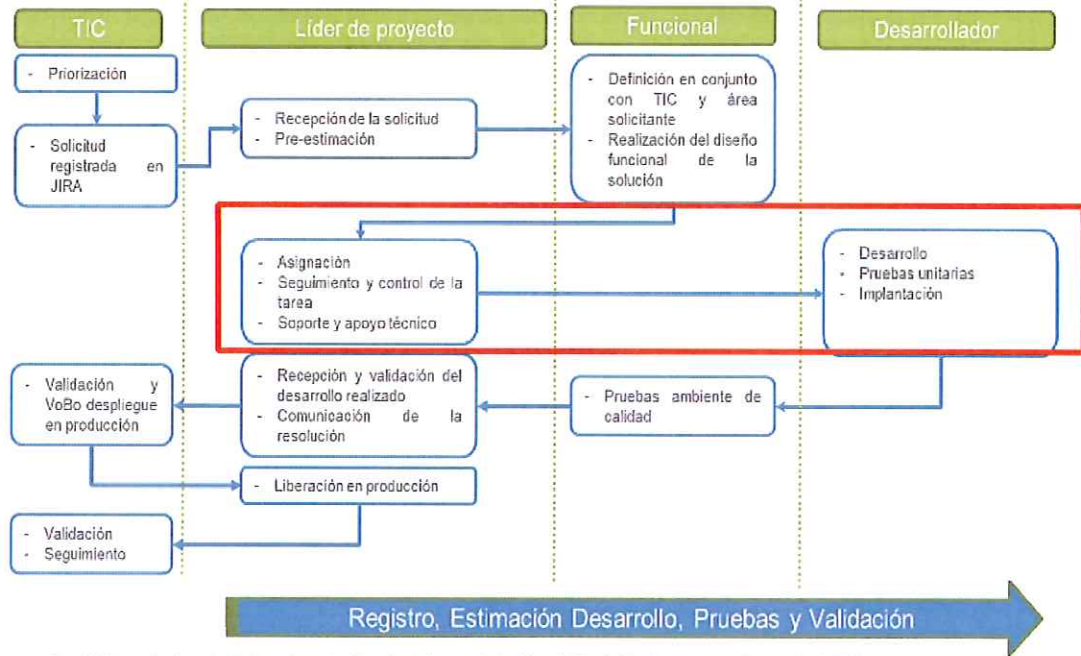 TIC
Líder de proyecto
Funcional
Desarrollador
- Priorización
- Solicitud
registrada en
JIRA
- Recepción de la solicitud
- Pre-estimación
- Definición en conjunto
con TIC y área
solicitante
- Realización del diseño
funcional de la
solución
- Asignación
- Seguimiento y control de la
tarea
- Soporte y apoyo técnico
- Desarrollo
- Pruebas unitarias
- Implantación
- Validación y
VoBo despliegue
en producción
- Recepción y validación del
desarrollo realizado
- Comunicación de la
resolución
- Pruebas ambiente de
calidad
- Liberación en producción
- Validación
- Seguimiento
Registro, Estimación Desarrollo, Pruebas y Validación